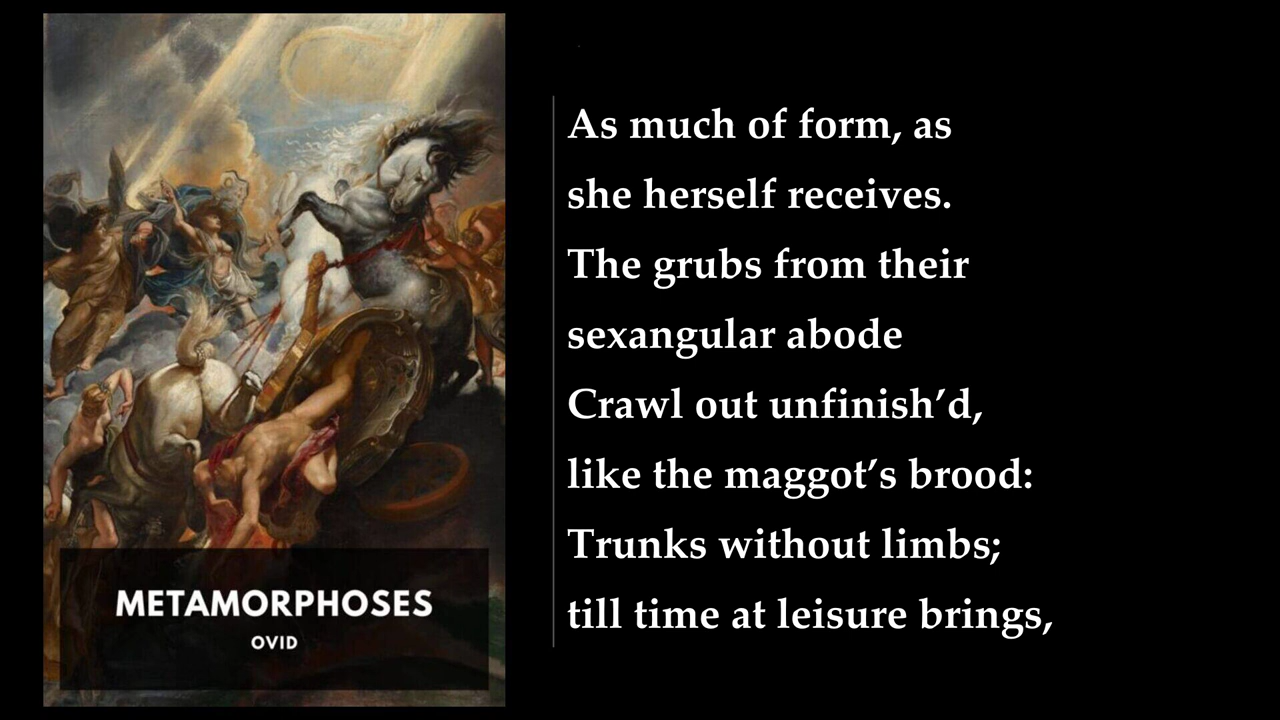 METAMORPHOSES
OVID
As much of form, as
she herself receives.
The grubs from their
sexangular abode
Crawl out unfinish’d,
like the maggot’s brood:
Trunks without limbs;
till time at leisure brings,